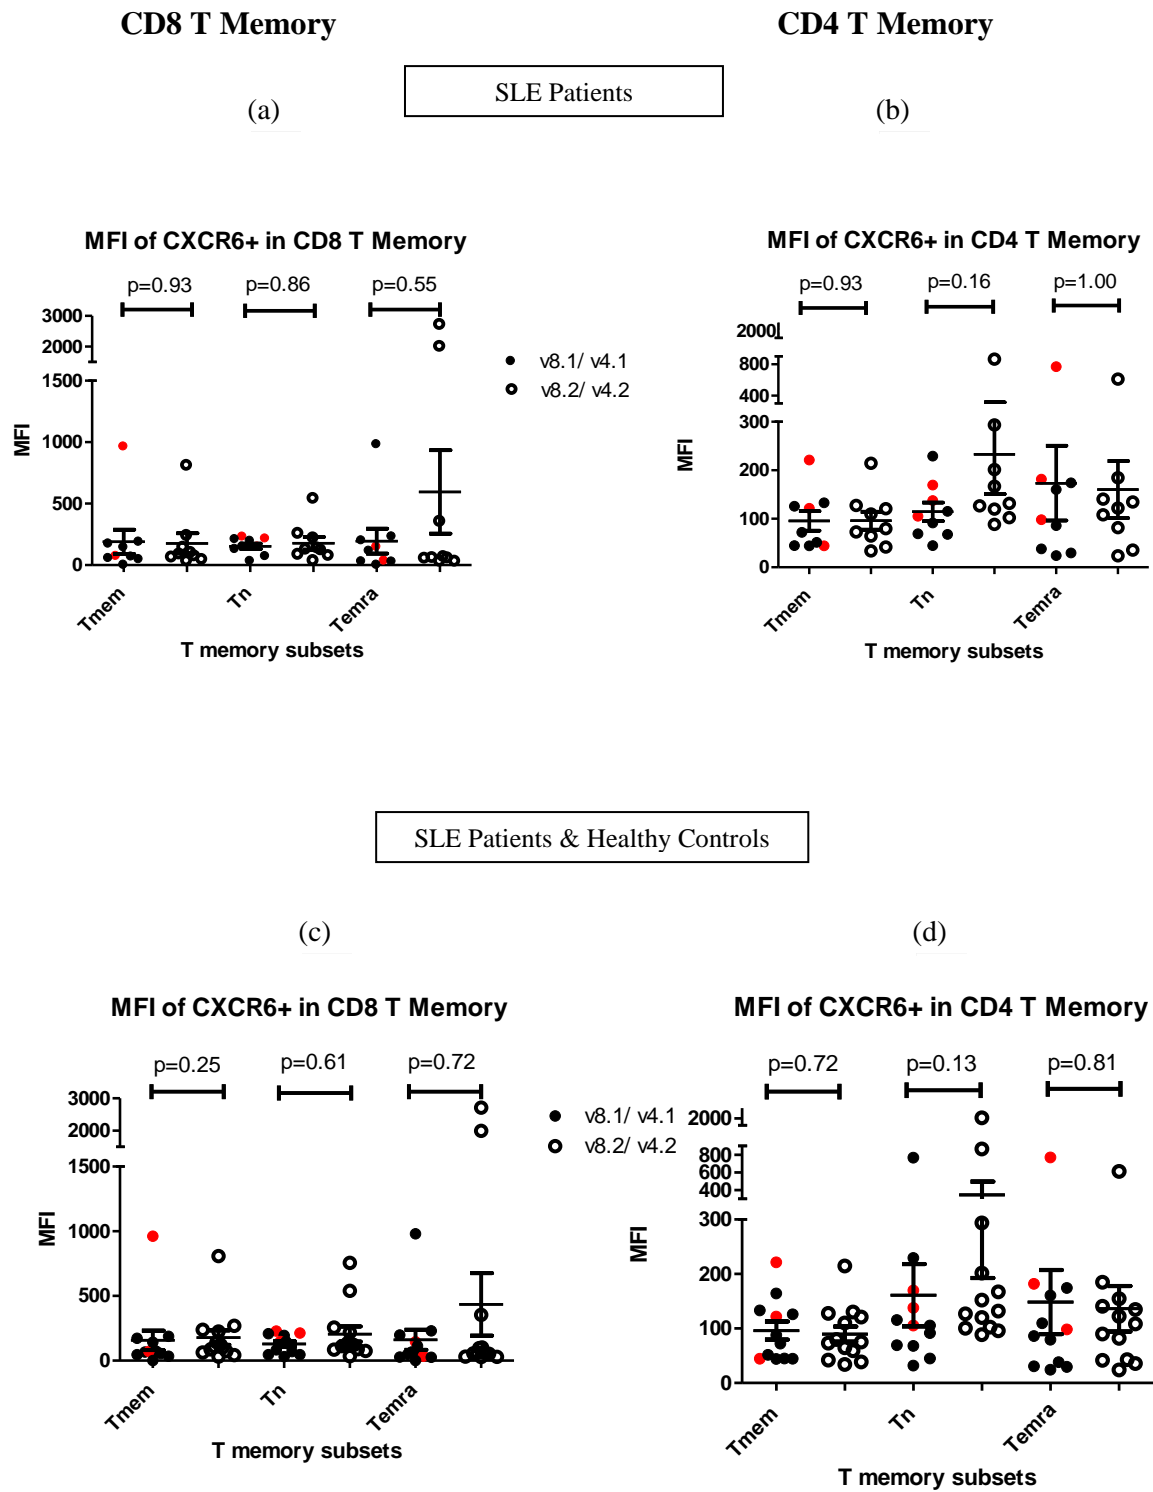 CD8 T Memory
CD4 T Memory
SLE Patients
(a)
(b)
MFI of CXCR6+ in CD8 T Memory
p=0.93
p=0.86
p=0.55
3000
2000
1500
1000
500
0
MFI
Tmem
Tn
Temra
T memory subsets
v8.1/ v4.1
v8.2/ v4.2
MFI of CXCR6+ in CD4 T Memory
p=0.93
p=0.16
p=1.00
2000
800
400
300
200
100
0
MFI
Tmem
Tn
Temra
T memory subsets
SLE Patients & Healthy Controls
(c)
(d)
MFI of CXCR6+ in CD8 T Memory
p=0.25
p=0.61
p=0.72
3000
2000
1500
1000
500
0
MFI
Tmem
Tn
Temra
T memory subsets
v8.1/ v4.1
v8.2/ v4.2
MFI of CXCR6+ in CD4 T Memory
p=0.72
p=0.13
p=0.81
2000
800
600
400
300
200
100
0
MFI
Tmem
Tn
Temra
T memory subsets